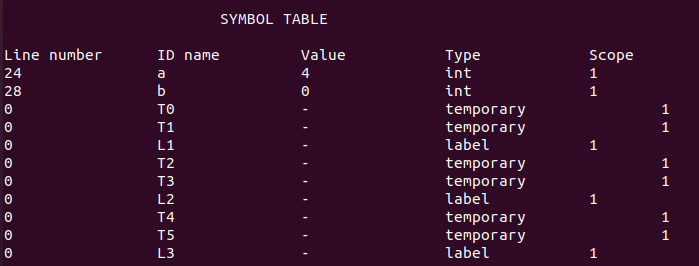 SYMBOL TABLE
Line number ID name Value Type Scope
24 a 4 int 1
28 b 0 int 1
0 T0 - temporary 1
0 T1 - temporary 1
0 L1 - label 1
0 T2 - temporary 1
0 T3 - temporary 1
0 L2 - label 1
0 T4 - temporary 1
0 T5 - temporary 1
0 L3 - label 1